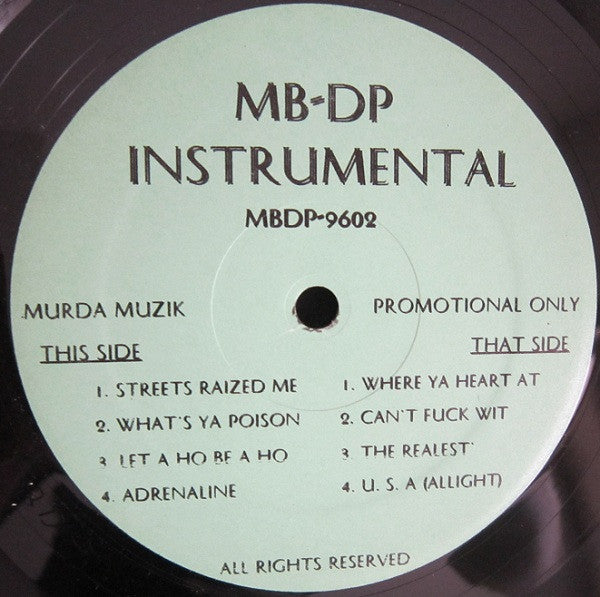 MB-DP
INSTRUMENTAL
MBDP-9602
MURDA MUZIK
PROMOTIONAL ONLY
THIS SIDE
1. STREETS RAIZED ME
2. WHAT'S YA POISON
3 LET A HO BE A HO
4. ADRENALINE
THAT SIDE
1. WHERE YA HEART AT
2. CAN'T FUCK WIT
3. THE REALEST'
4. U. S. A (ALLIGHT)
ALL RIGHTS RESERVED